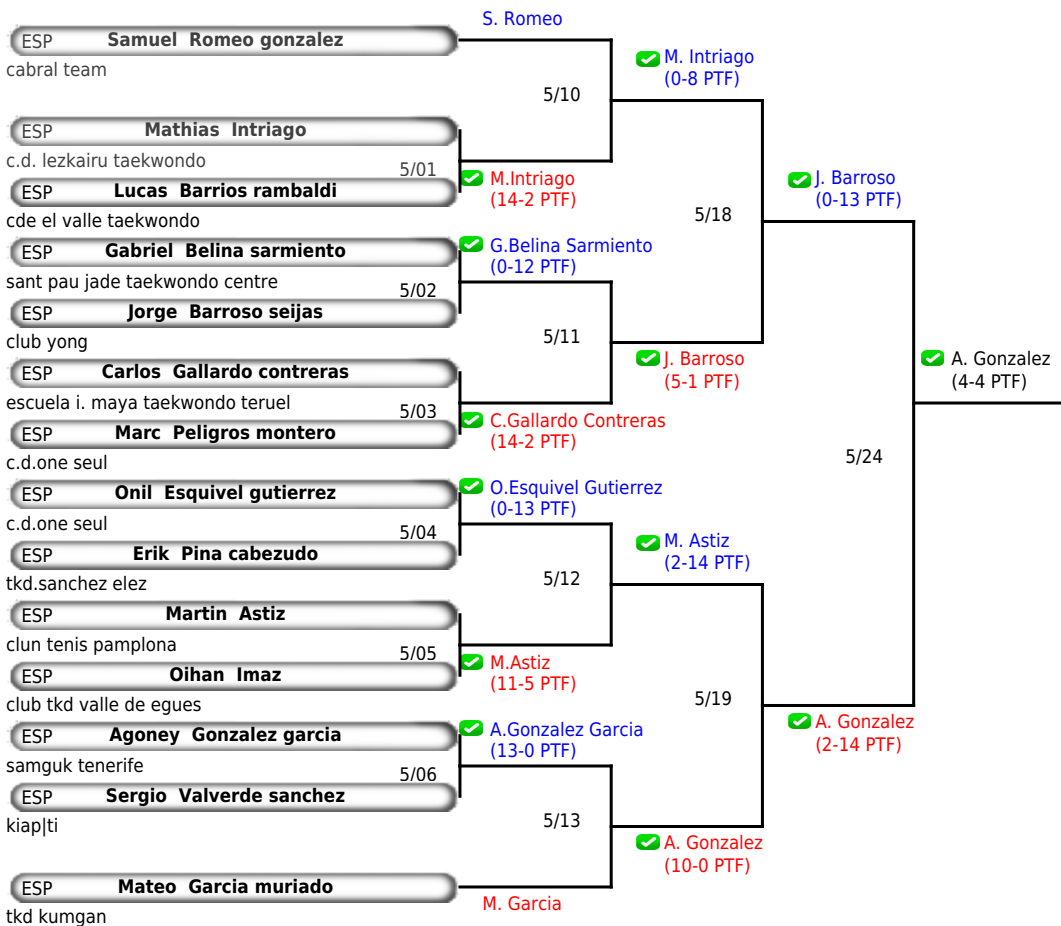 S. Romeo
ESP Samuel Romeo gonzalez
cabral team
M. Intriago
(0-8 PTF)
5/10
ESP Mathias Intriago
c.d. lezkairu taekwondo
5/01
M.Intriago
(14-2 PTF)
ESP Lucas Barrios rambaldi
cde el valle taekwondo
J. Barroso
(0-13 PTF)
5/18
ESP Gabriel Belina sarmiento
G.Belina Sarmiento
(0-12 PTF)
sant pau jade taekwondo centre
5/02
ESP Jorge Barroso seijas
club yong
5/11
J. Barroso
(5-1 PTF)
A. Gonzalez
(4-4 PTF)
ESP Carlos Gallardo contreras
escuela i. maya taekwondo teruel
5/03
C.Gallardo Contreras
(14-2 PTF)
ESP Marc Peligros montero
c.d.one seul
5/24
ESP Onil Esquivel gutierrez
O.Esquivel Gutierrez
(0-13 PTF)
c.d.one seul
5/04
ESP Erik Pina cabezudo
tkd.sanchez elez
M. Astiz
(2-14 PTF)
5/12
ESP Martin Astiz
clun tenis pamplona
5/05
M.Astiz
(11-5 PTF)
ESP Oihan Imaz
club tkd valle de egues
5/19
A. Gonzalez
(2-14 PTF)
ESP Agoney Gonzalez garcia
A.Gonzalez Garcia
(13-0 PTF)
samguk tenerife
5/06
ESP Sergio Valverde sanchez
kiap|ti
5/13
A. Gonzalez
(10-0 PTF)
ESP Mateo Garcia muriado
M. Garcia
tkd kumgan